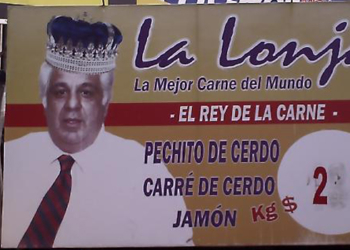 La Lonja
La Mejor Carne del Mundo
- EL REY DE LA CARNE -
PECHITO DE CERDO
CARRÉ DE CERDO
JAMÓN Kg $ 2